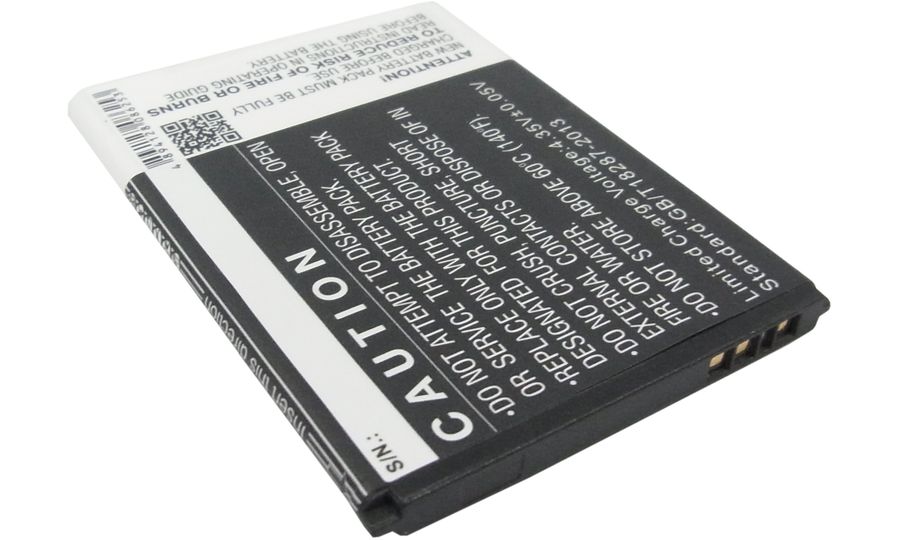 ATTENTION!
NEW BATTERY PACK MUST BE FULLY
CHARGED BEFORE USE.
TO REDUCE RISK OF FIRE OR BURNS
READ INSTRUCTIONS IN OPERATING GUIDE
BEFORE USING THE BATTERY.
S/N.:
CAUTION
•DO NOT ATTEMPT TO DISASSEMBLE, OPEN
OR SERVICE THE BATTERY PACK.
•REPLACE ONLY WITH THE BATTERY PACK
DESIGNATED FOR THIS PRODUCT.
•DO NOT CRUSH, PUNCTURE, SHORT
EXTERNAL CONTACTS OR DISPOSE OF IN
FIRE OR WATER.
•DO NOT STORE ABOVE 60°C (140°F).
Limited Charge Voltage:4.35V±0.05V
Standard:GB/T18287-2013
Insert this direction